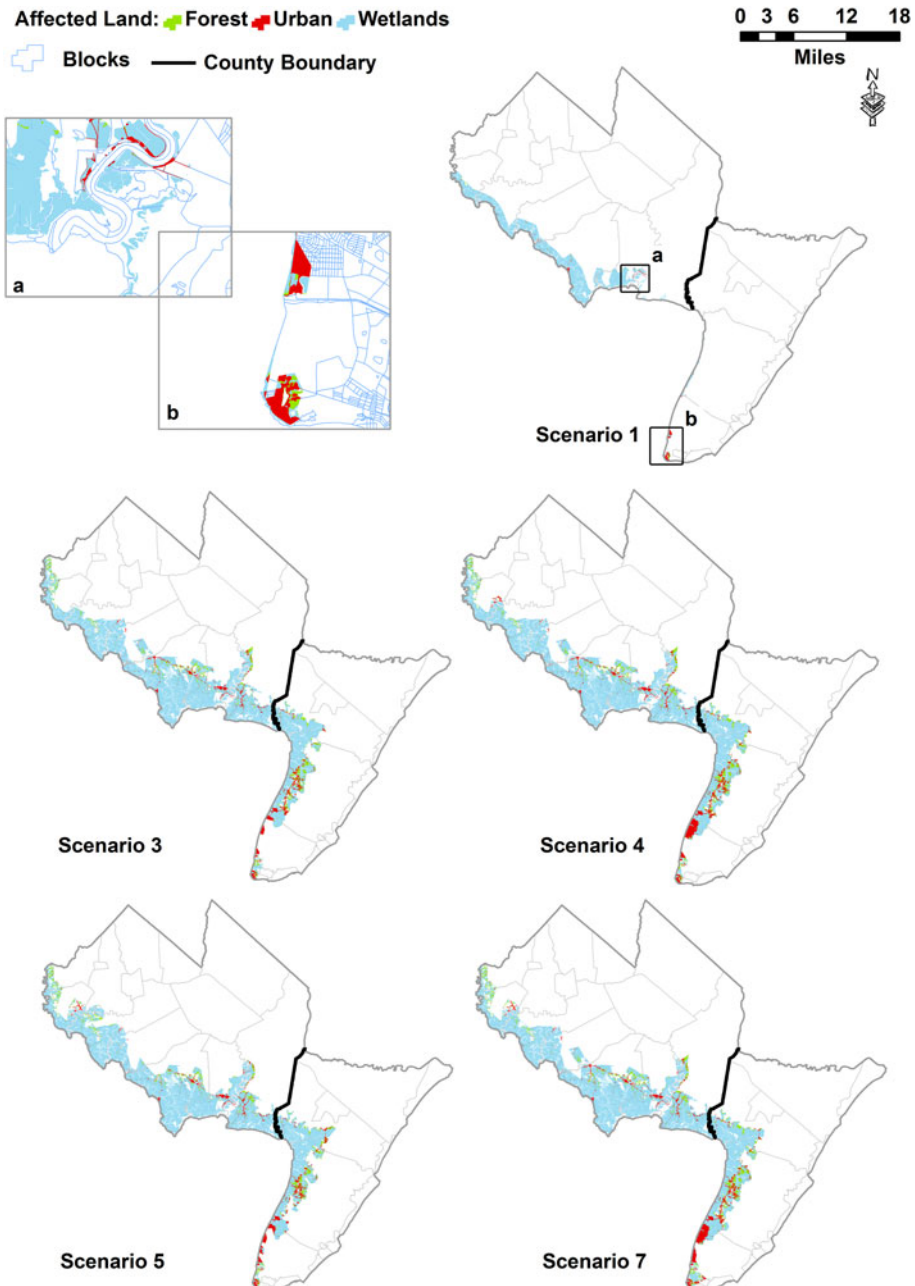 Affected Land: Forest Urban Wetlands
Blocks County Boundary
0 3 6 12 18
Miles
N
a
b
a
b
Scenario 1
Scenario 3
Scenario 4
Scenario 5
Scenario 7